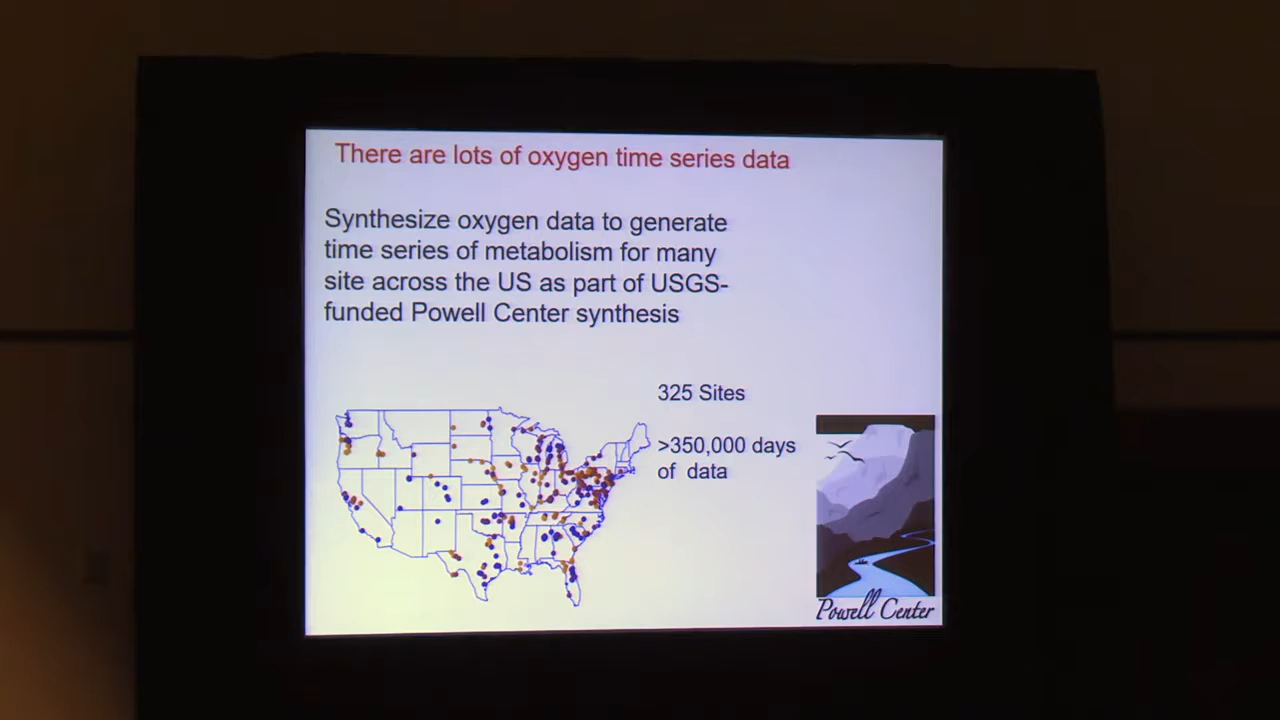 There are lots of oxygen time series data
Synthesize oxygen data to generate
time series of metabolism for many
site across the US as part of USGS-
funded Powell Center synthesis
325 Sites
>350,000 days
of data
Powell Center